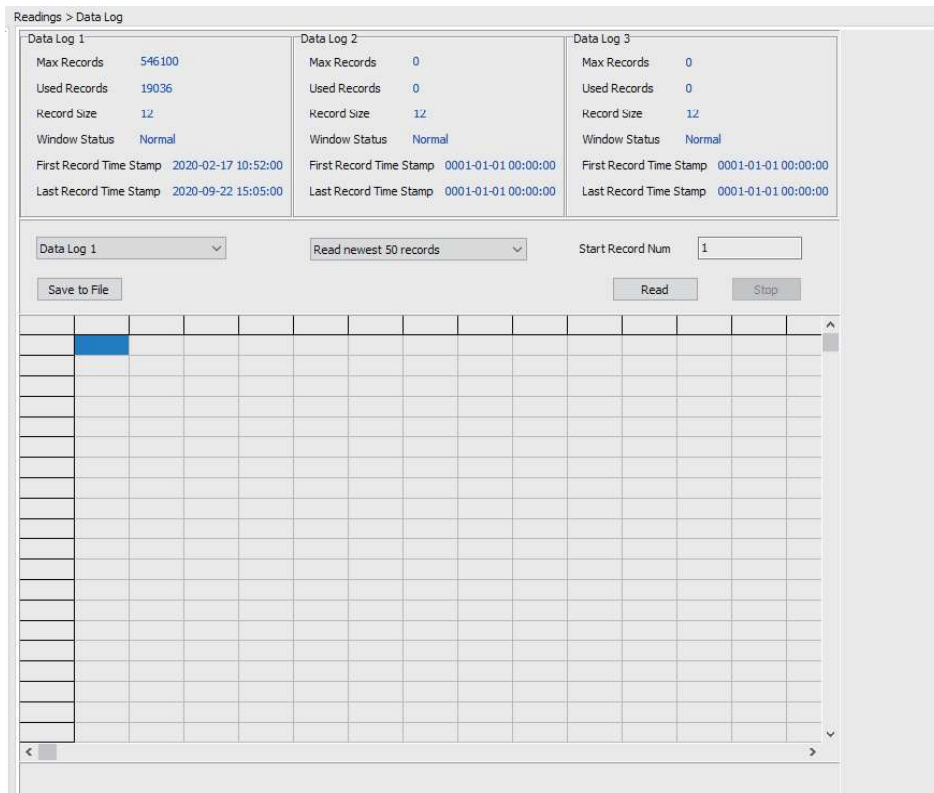 Readings > Data Log
Data Log 1
Max Records 546100
Used Records 19036
Record Size 12
Window Status Normal
First Record Time Stamp 2020-02-17 10:52:00
Last Record Time Stamp 2020-09-22 15:05:00
Data Log 2
Max Records 0
Used Records 0
Record Size 12
Window Status Normal
First Record Time Stamp 0001-01-01 00:00:00
Last Record Time Stamp 0001-01-01 00:00:00
Data Log 3
Max Records 0
Used Records 0
Record Size 12
Window Status Normal
First Record Time Stamp 0001-01-01 00:00:00
Last Record Time Stamp 0001-01-01 00:00:00
Data Log 1
Read newest 50 records
Start Record Num 1
Save to File
Read
Stop